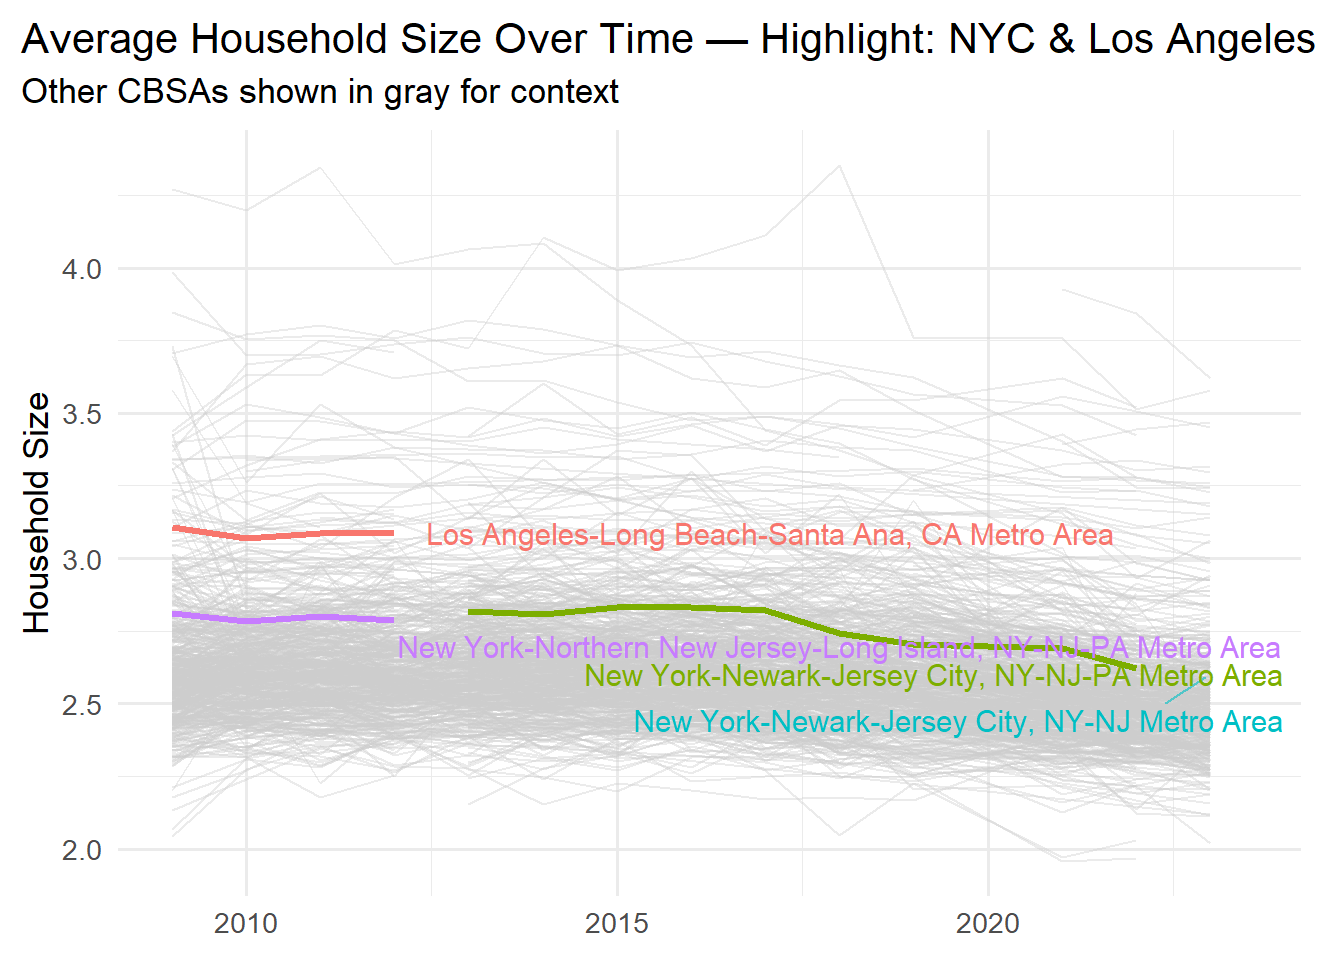 Average Household Size Over Time — Highlight: NYC & Los Angeles
Other CBSAs shown in gray for context
Household Size
4.0
3.5
3.0
2.5
2.0
Los Angeles-Long Beach-Santa Ana, CA Metro Area
New York-Northern New Jersey-Long Island, NY-NJ-PA Metro Area
New York-Newark-Jersey City, NY-NJ-PA Metro Area
New York-Newark-Jersey City, NY-NJ Metro Area
2010
2015
2020